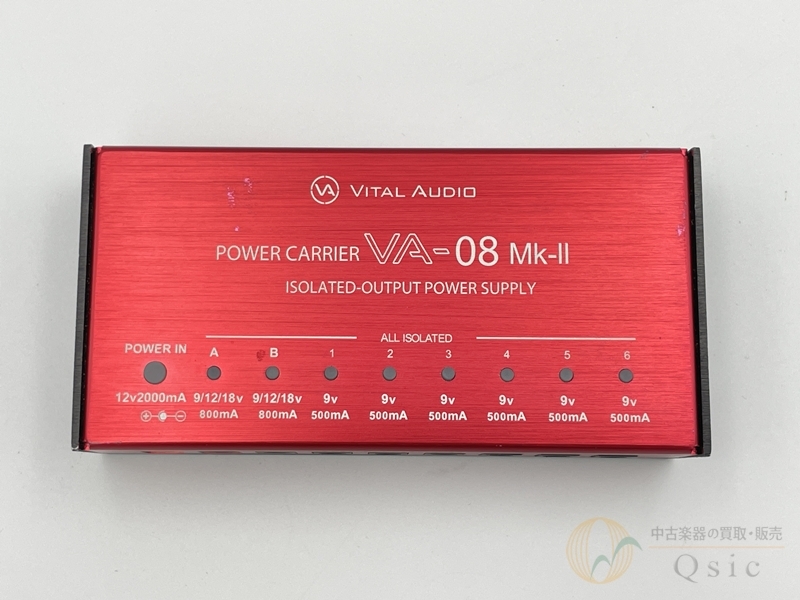 VA VITAL AUDIO
POWER CARRIER VA-08 Mk-II
ISOLATED-OUTPUT POWER SUPPLY
ALL ISOLATED
POWER IN A B 1 2 3 4 5 6
12v2000mA 9/12/18v 9/12/18v 9v 9v 9v 9v 9v 9v
800mA 800mA 500mA 500mA 500mA 500mA 500mA 500mA
中古楽器の買取・販売
Qsic